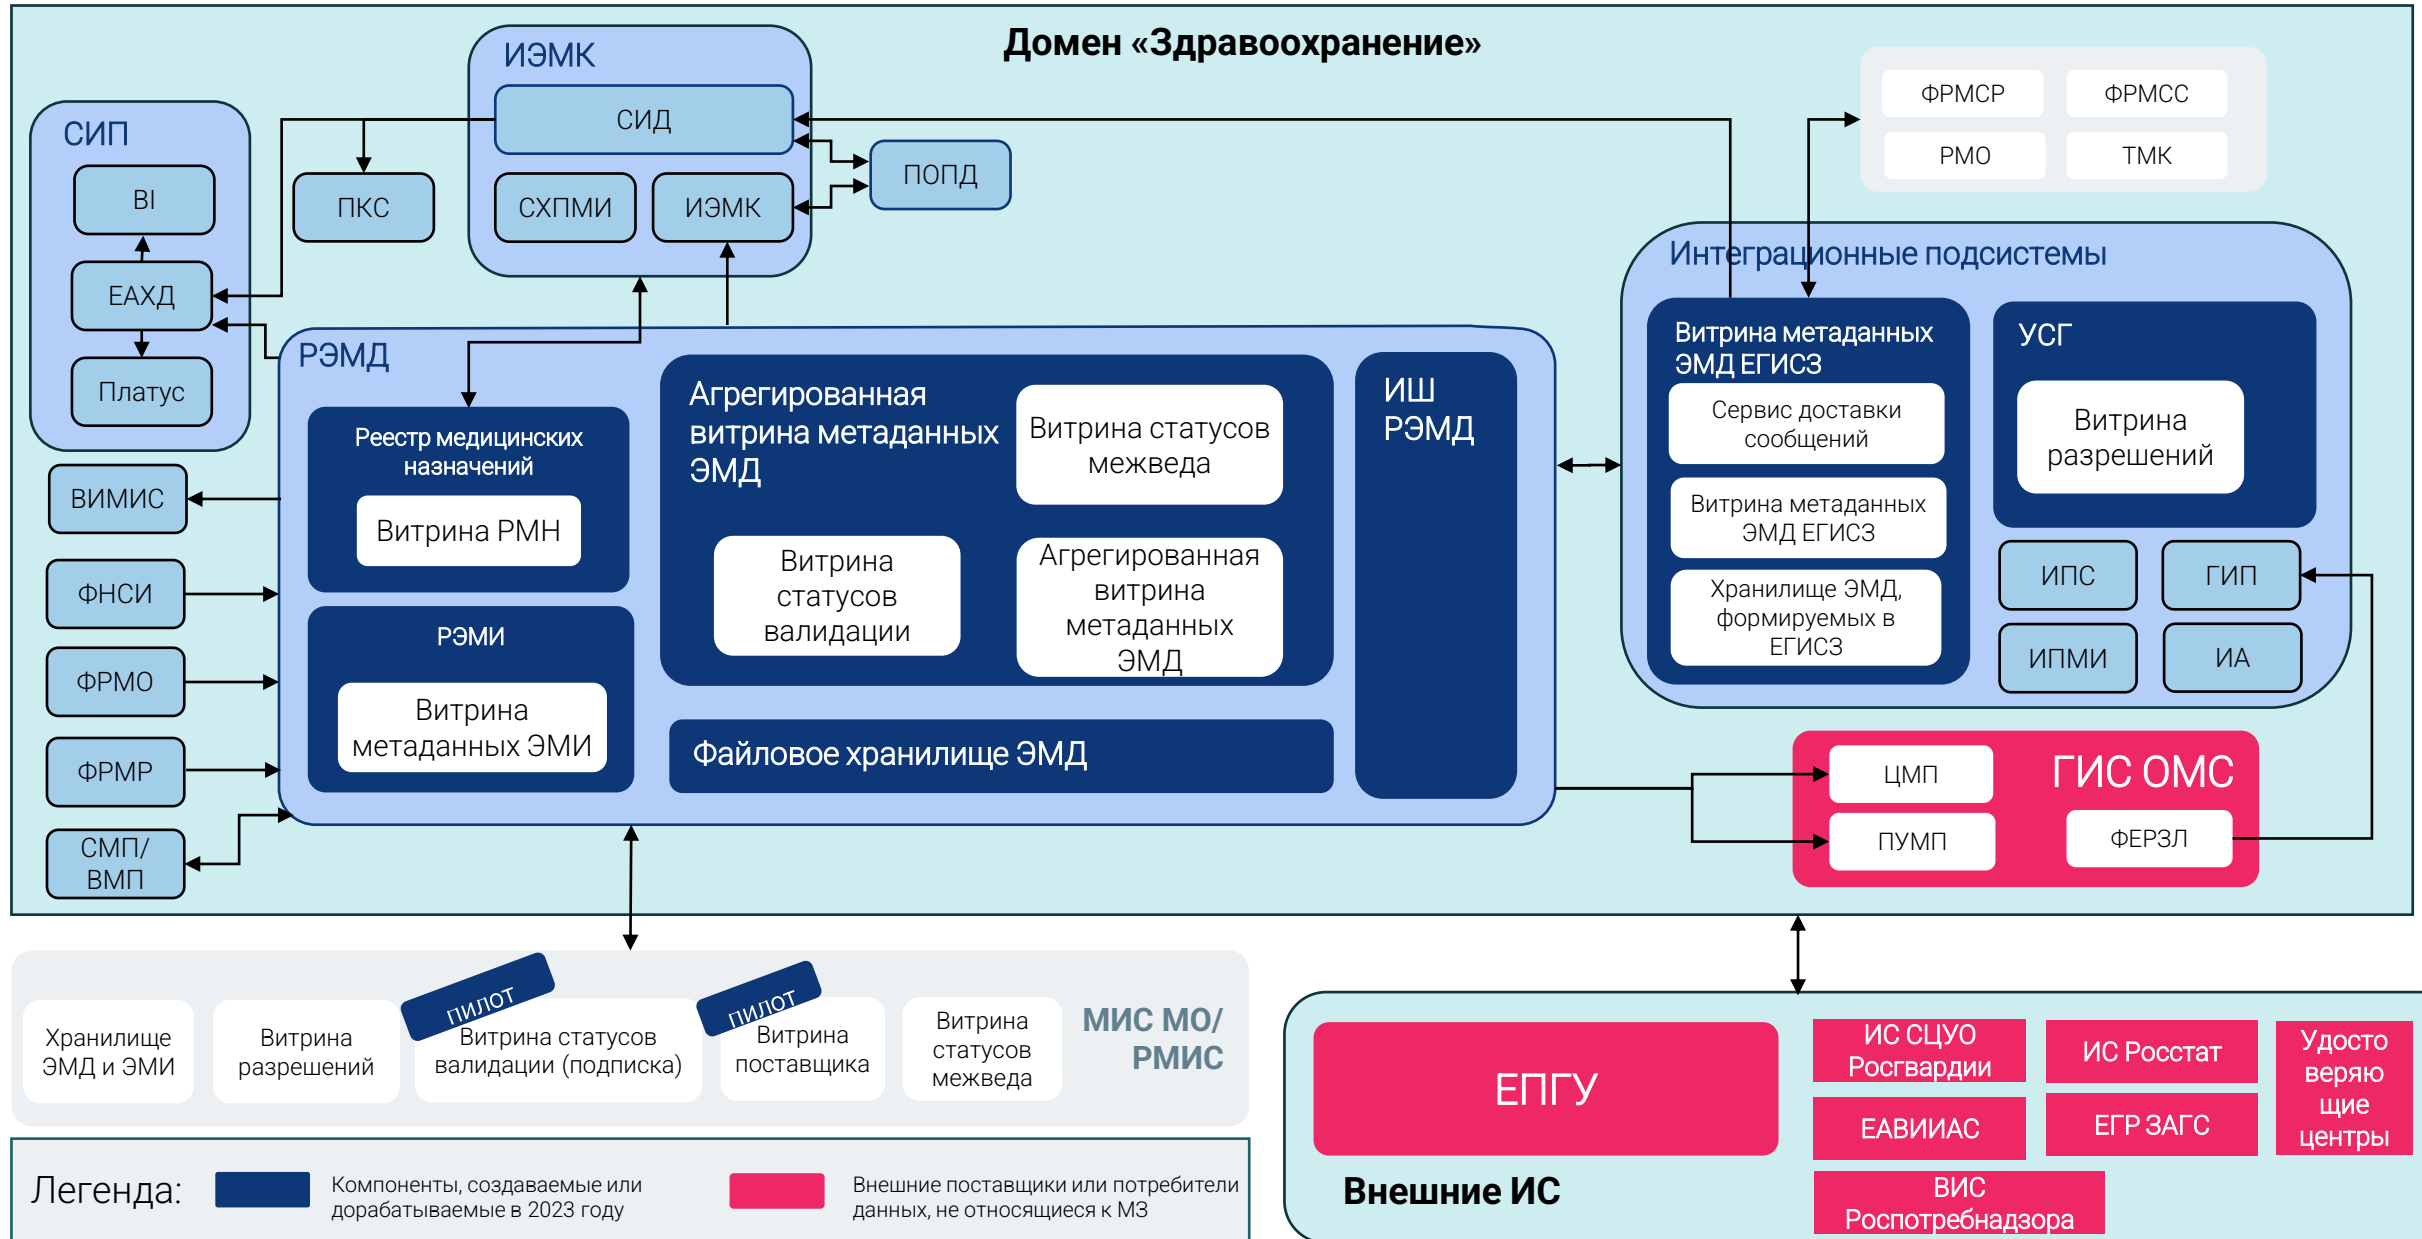 Домен «Здравоохранение»
ИЭМК
СИД
СХПМИ
ИЭМК
ПОПД
ПКС
СИП
BI
ЕАХД
Платус
ВИМИС
ФНСИ
ФРМО
ФРМР
СМП/
ВМП
ФРМСР
ФРМСС
РМО
ТМК
РЭМД
Реестр медицинских
назначений
Витрина РМН
РЭМИ
Витрина
метаданных ЭМИ
Агрегированная
витрина метаданных
ЭМД
Витрина статусов
межведа
Витрина
статусов
валидации
Агрегированная
витрина
метаданных
ЭМД
Файловое хранилище ЭМД
ИШ
РЭМД
Интеграционные подсистемы
Витрина метаданных
ЭМД ЕГИСЗ
Сервис доставки
сообщений
Витрина метаданных
ЭМД ЕГИСЗ
Хранилище ЭМД,
формируемых в
ЕГИСЗ
УСГ
Витрина
разрешений
ИПС
ГИП
ИПМИ
ИА
ГИС ОМС
ЦМП
ПУМП
ФЕРЗЛ
Хранилище
ЭМД и ЭМИ
Витрина
разрешений
ПИЛОТ
Витрина статусов
валидации (подписка)
ПИЛОТ
Витрина
поставщика
Витрина
статусов
межведа
МИС МО/
РМИС
Легенда:
Компоненты, создаваемые или
дорабатываемые в 2023 году
Внешние поставщики или потребители
данных, не относящиеся к МЗ
ЕПГУ
Внешние ИС
ИС СЦУО
Росгвардии
ИС Росстат
Удосто
веряю
щие
центры
ЕАВИИАС
ЕГР ЗАГС
ВИС
Роспотребнадзора